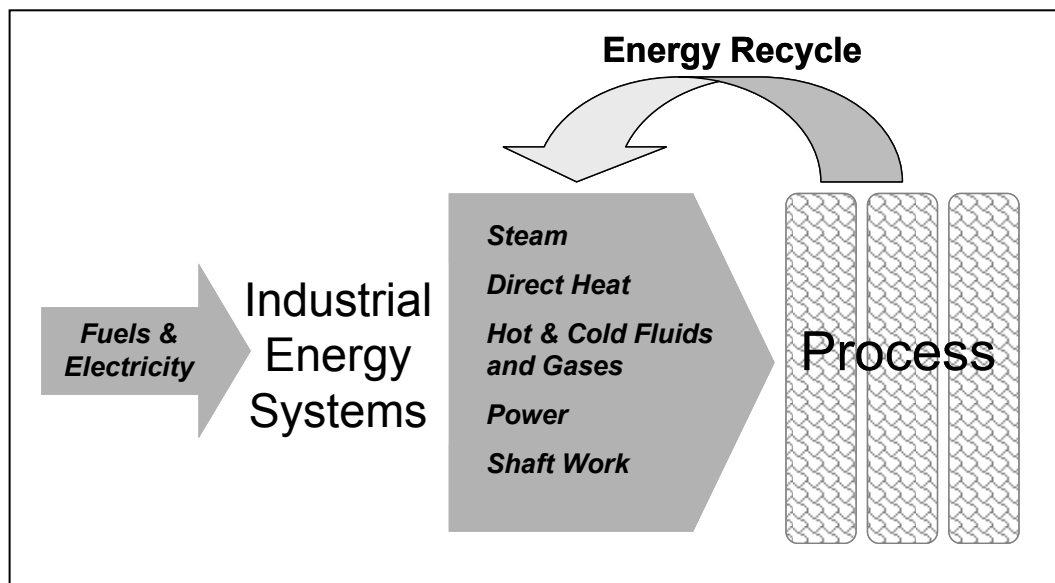 Energy Recycle
Fuels &
Electricity
Industrial
Energy
Systems
Steam
Direct Heat
Hot & Cold Fluids
and Gases
Power
Shaft Work
Process